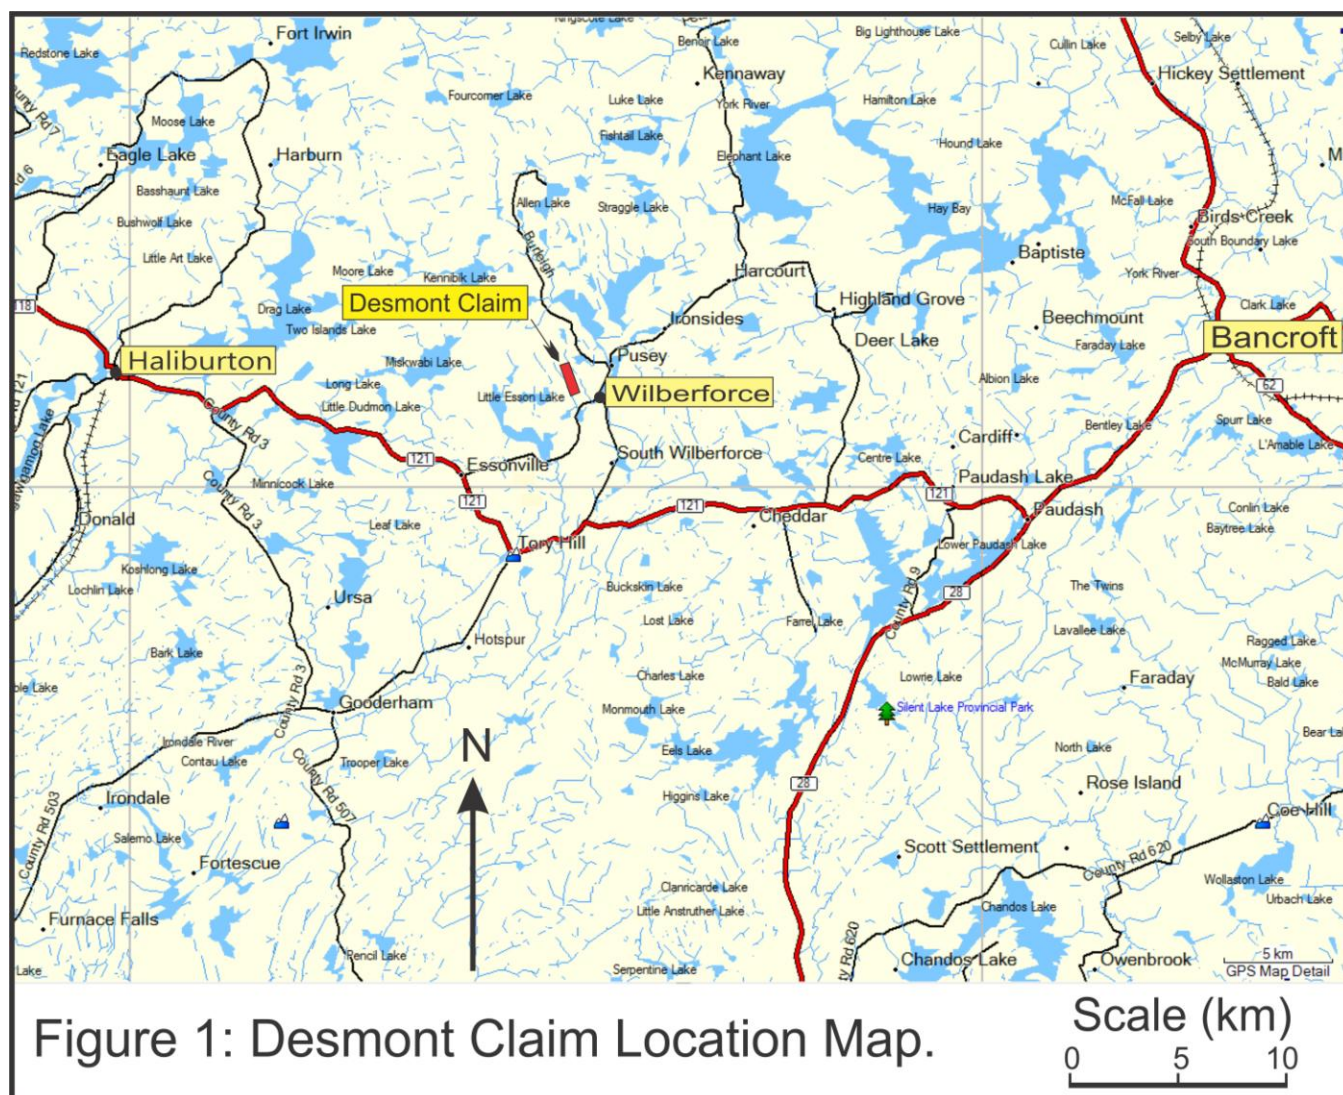 Fort Irwin
Kingscote Lake
Redstone Lake
Benoir Lake
Big Lighthouse Lake
Cullin Lake
Selby Lake
Kennaway
Hickey Settlement
Fourcorner Lake
Luke Lake
York River
Hamilton Lake
Moose Lake
Fishtail Lake
Hound Lake
Eagle Lake
Harburn
Elephant Lake
Basshaunt Lake
Allen Lake
Straggle Lake
Hay Bay
McFall Lake
Bushwolf Lake
Birds Creek
South Boundary Lake
Burleigh
Baptiste
Little Art Lake
Moore Lake
Kennibik Lake
Harcourt
York River
118
Drag Lake
Desmont Claim
Highland Grove
Clark Lake
Two Islands Lake
Ironsides
Beechmount
Bancroft
Haliburton
Miskwabi Lake
Pusey
Deer Lake
Faraday Lake
Long Lake
Little Esson Lake
Wilberforce
Albion Lake
62
Little Dudmon Lake
County Rd 3
Bentley Lake
Spurr Lake
Cardiff
L'Amable Lake
121
Essonville
South Wilberforce
Centre Lake
Paudash Lake
County Rd 3
Minnicock Lake
121
121
121
Paudash
Conlin Lake
Donald
Leaf Lake
Tory Hill
Cheddar
Baytree Lake
Lower Paudash Lake
Koshlong Lake
Lochlin Lake
Buckskin Lake
The Twins
Ursa
County Rd 9
28
Lost Lake
Farrel Lake
Lavallee Lake
Hotspur
Ragged Lake
Bark Lake
McMurray Lake
Charles Lake
Lowrie Lake
Faraday
Bald Lake
County Rd 3
Gooderham
Monmouth Lake
Silent Lake Provincial Park
Irondale River
N
Eels Lake
North Lake
Contau Lake
Trooper Lake
County Rd 507
28
Rose Island
Irondale
Higgins Lake
Coe Hill
County Rd 503
Salerno Lake
Fortescue
Scott Settlement
County Rd 620
Clanricarde Lake
Wollaston Lake
Urbach Lake
Furnace Falls
Little Anstruther Lake
Chandos Lake
Pencil Lake
Serpentine Lake
Chandos Lake
Owenbrook
5 km
GPS Map Detail
Figure 1: Desmont Claim Location Map.
Scale (km)
0 5 10